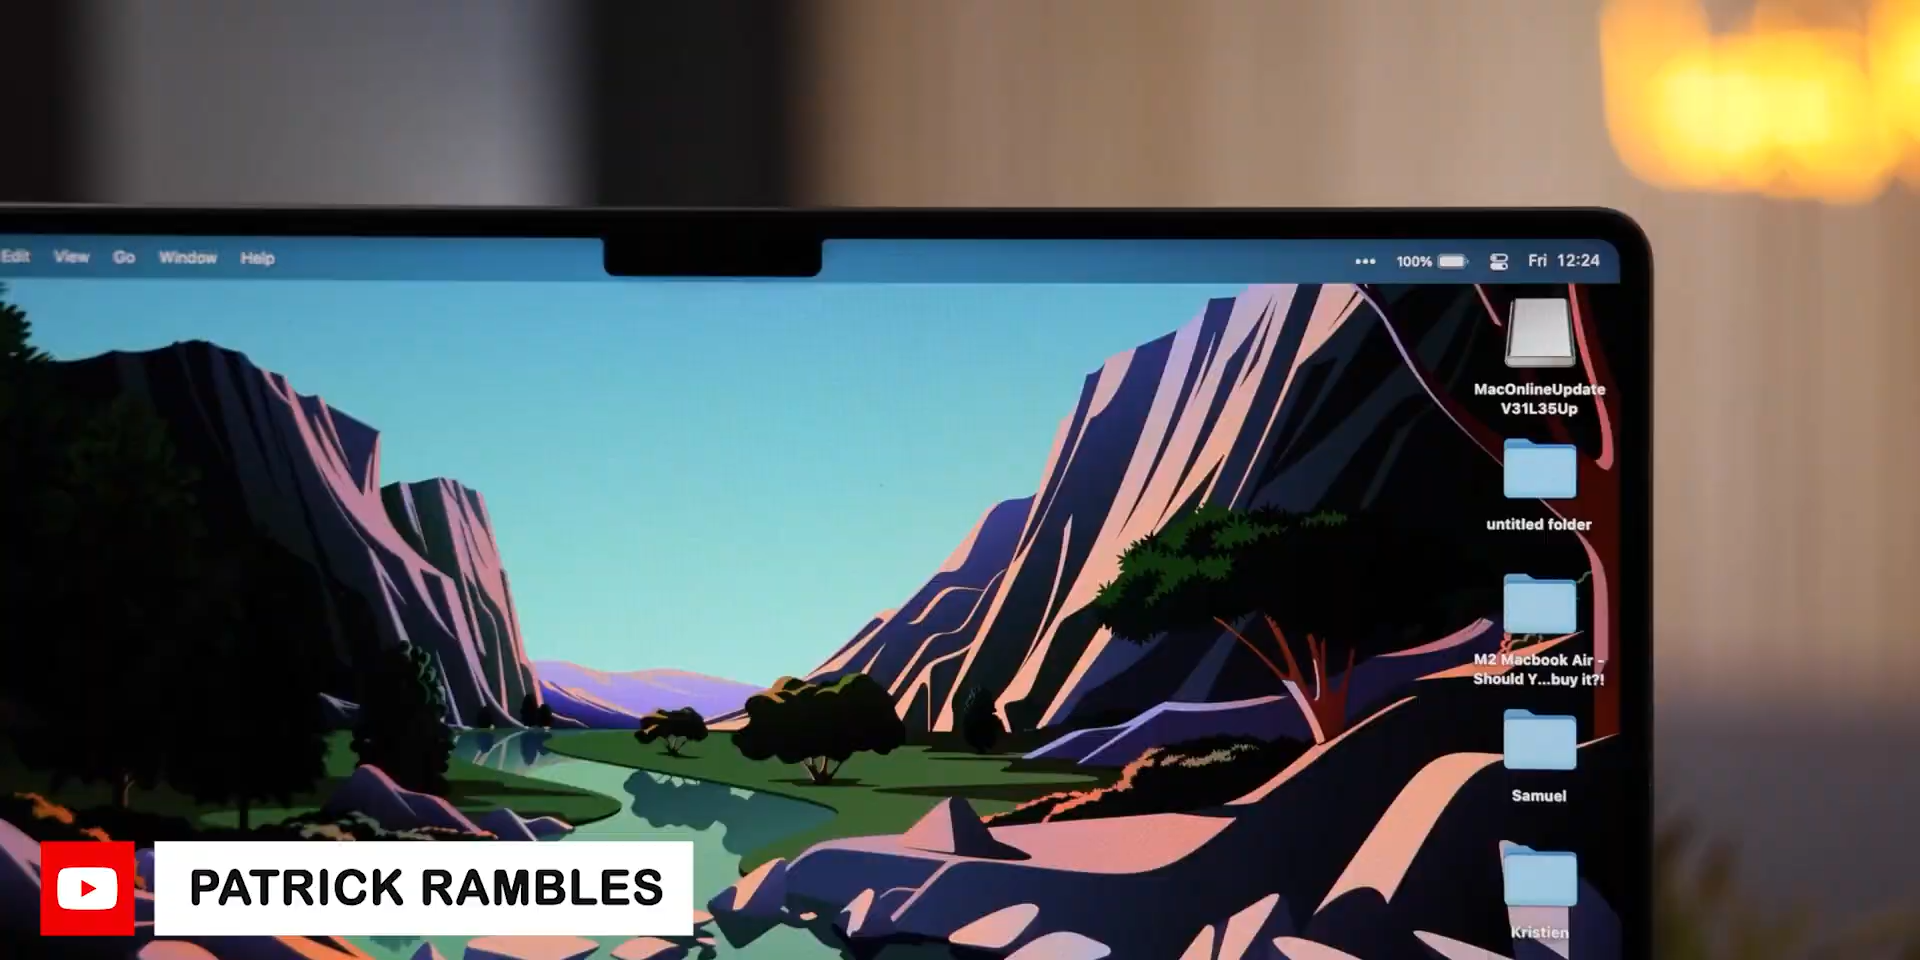 Edit View Go Window Help
••• 100% Fri 12:24
MacOnlineUpdate
V31L35Up
untitled folder
M2 Macbook Air -
Should Y...buy it?!
Samuel
Kristien
PATRICK RAMBLES